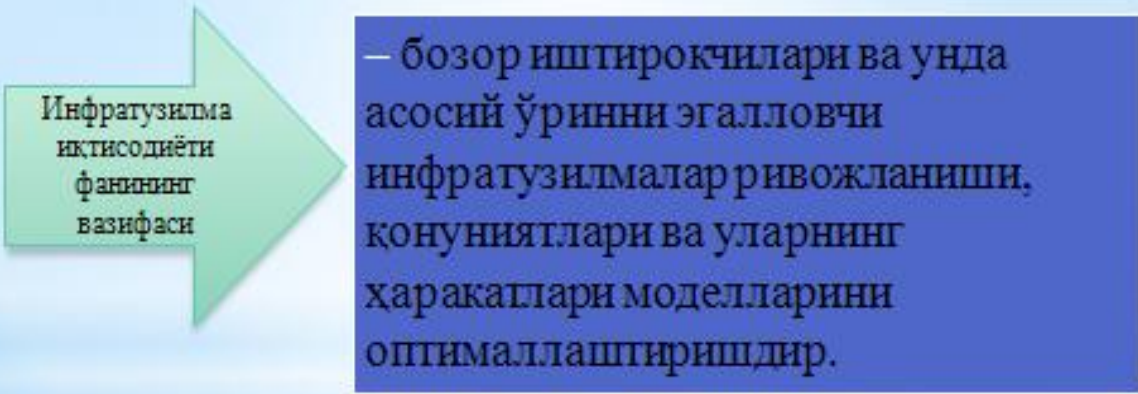 Инфратузилма
иқтисодиёти
фанининг
вазифаси
– бозор иштирокчилари ва унда
асосий ўринни эгалловчи
инфратузилмалар ривожланиши,
қонуниятлари ва уларнинг
ҳаракатлари моделларини
оптималлаштиришдир.